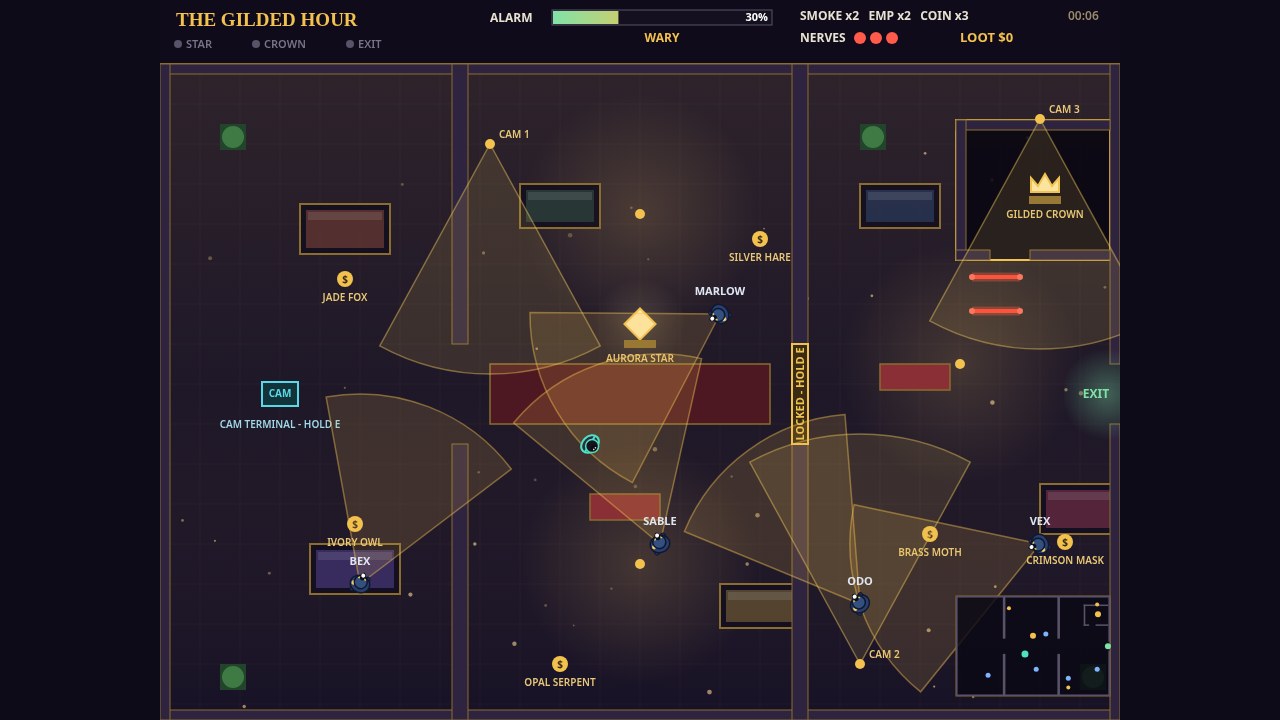 THE GILDED HOUR
STAR
CROWN
EXIT
ALARM
30%
WARY
SMOKE x2 EMP x2 COIN x3
00:06
NERVES
LOOT $0
CAM 1
CAM 3
GILDED CROWN
$
SILVER HARE
$
JADE FOX
MARLOW
AURORA STAR
LOCKED - HOLD E
CAM
CAM TERMINAL - HOLD E
EXIT
$
IVORY OWL
BEX
SABLE
$
BRASS MOTH
VEX
$
CRIMSON MASK
ODO
CAM 2
$
OPAL SERPENT